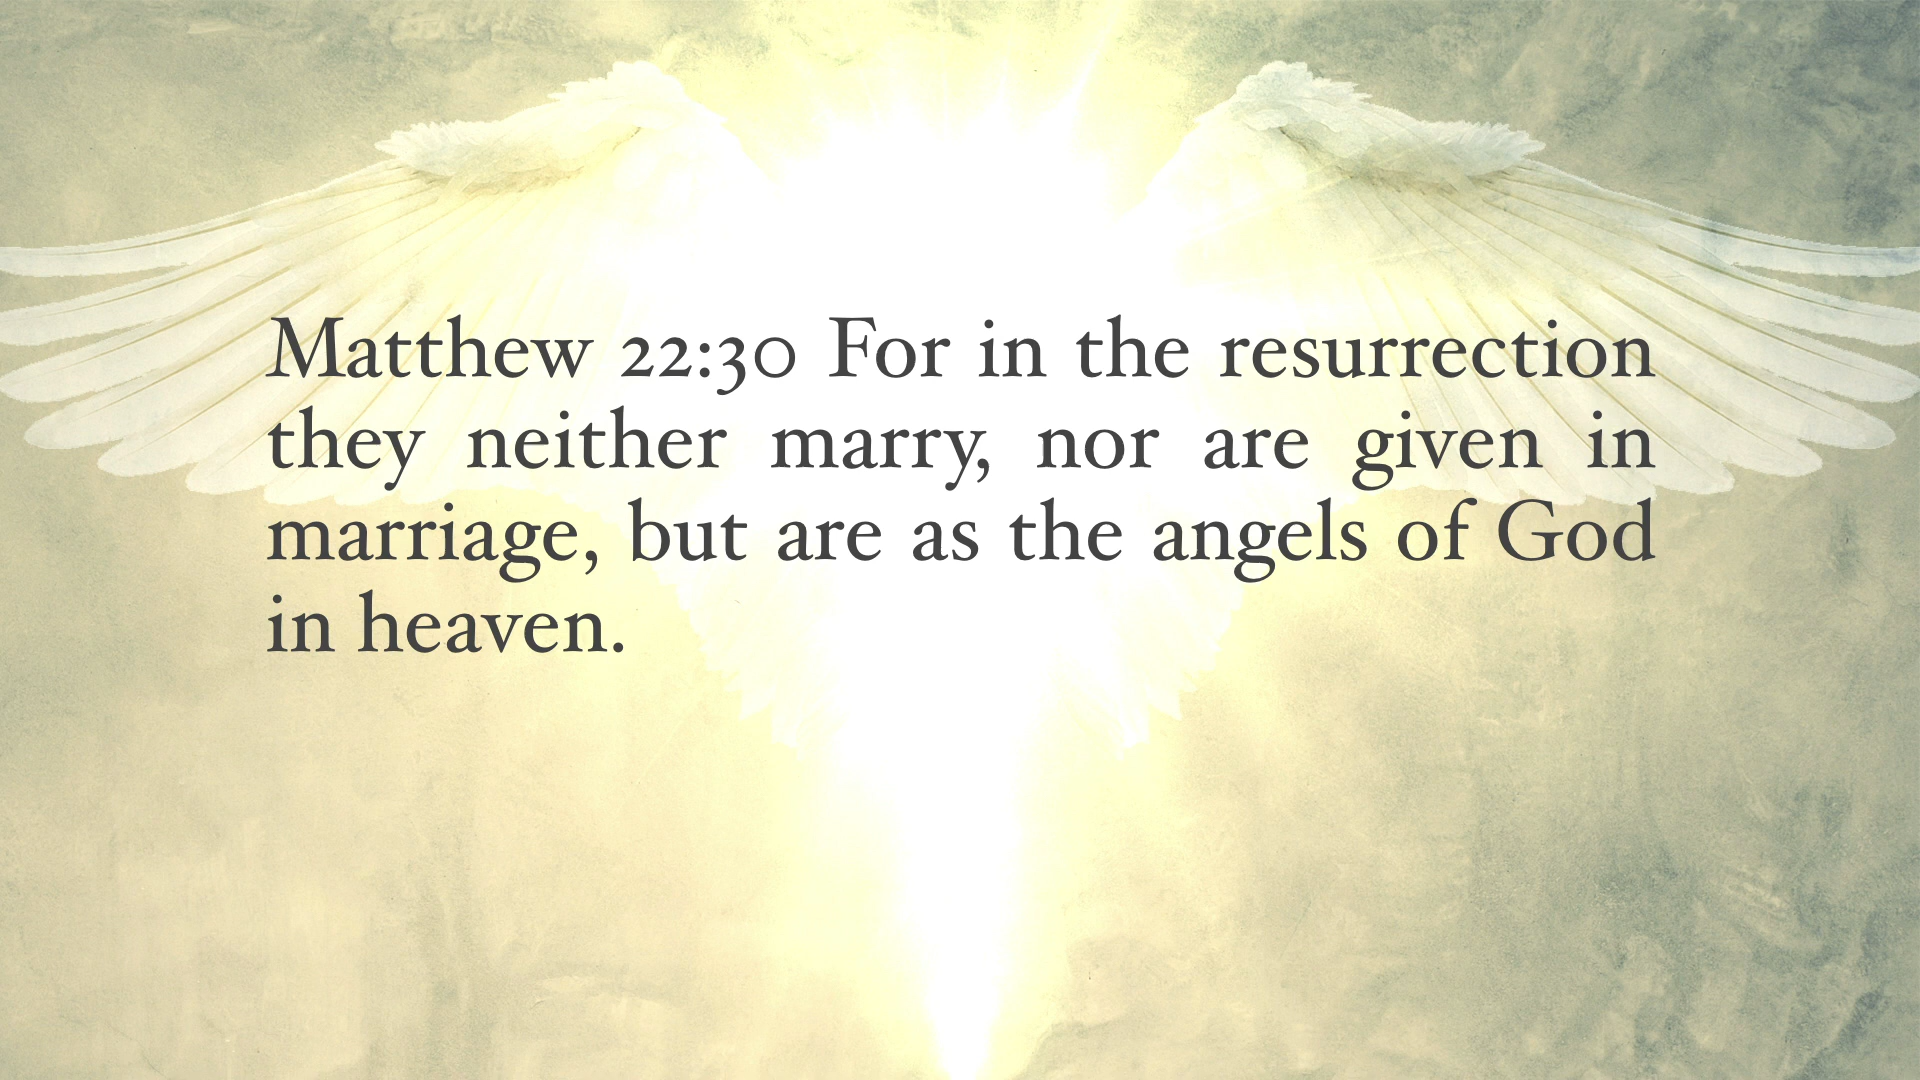 Matthew 22:30 For in the resurrection
they neither marry, nor are given in
marriage, but are as the angels of God
in heaven.